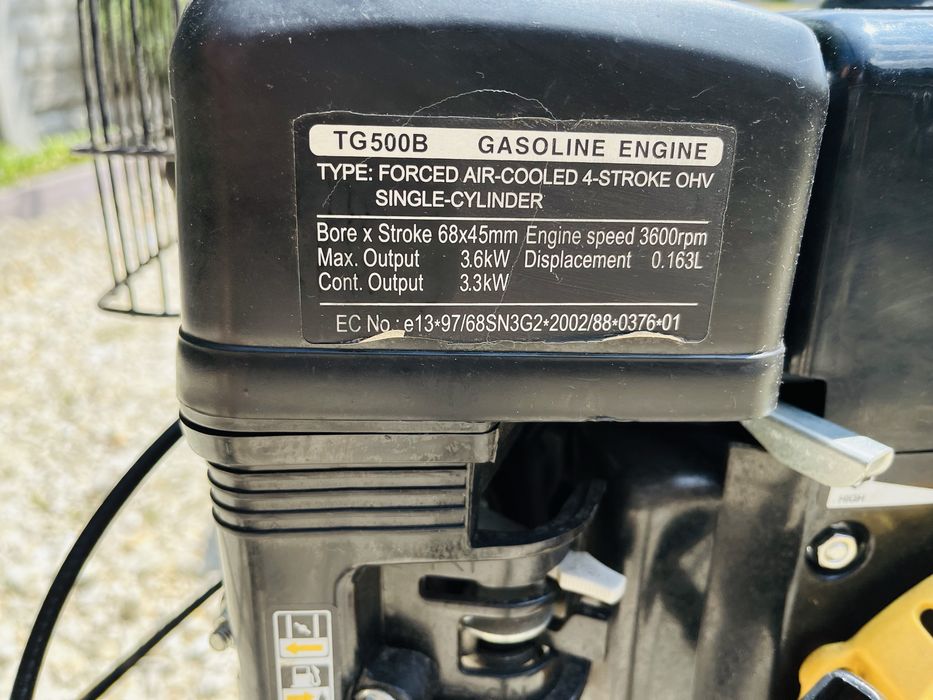 TG500B GASOLINE ENGINE
TYPE: FORCED AIR-COOLED 4-STROKE OHV
SINGLE-CYLINDER
Bore x Stroke 68x45mm Engine speed 3600rpm
Max. Output 3.6kW Displacement 0.163L
Cont. Output 3.3kW
EC No : e13*97/68SN3G2*2002/88*0376*01
HIGH